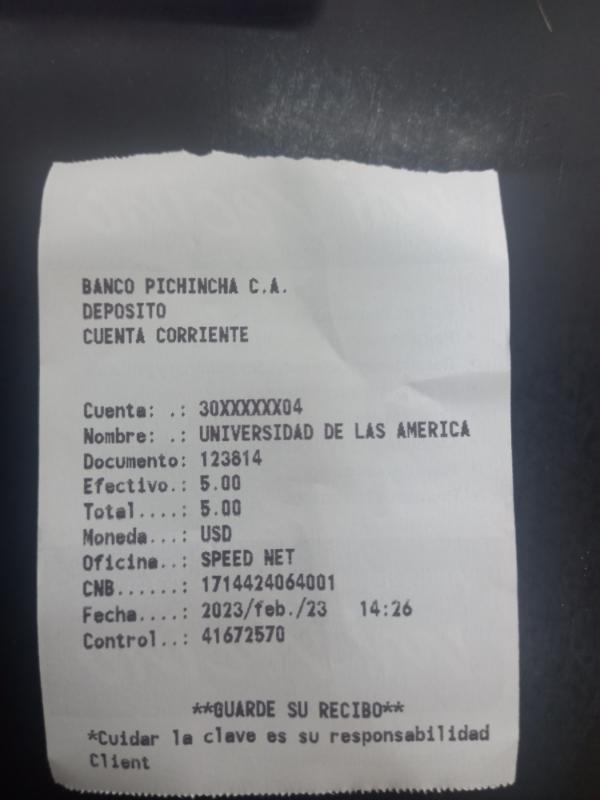 BANCO PICHINCHA C.A.
DEPOSITO
CUENTA CORRIENTE
Cuenta: .: 30XXXXXX04
Nombre: .: UNIVERSIDAD DE LAS AMERICA
Documento: 123814
Efectivo.: 5.00
Total....: 5.00
Moneda...: USD
Oficina..: SPEED NET
CNB......: 1714424064001
Fecha....: 2023/feb./23 14:26
Control..: 41672570
**GUARDE SU RECIBO**
*Cuidar la clave es su responsabilidad
Client